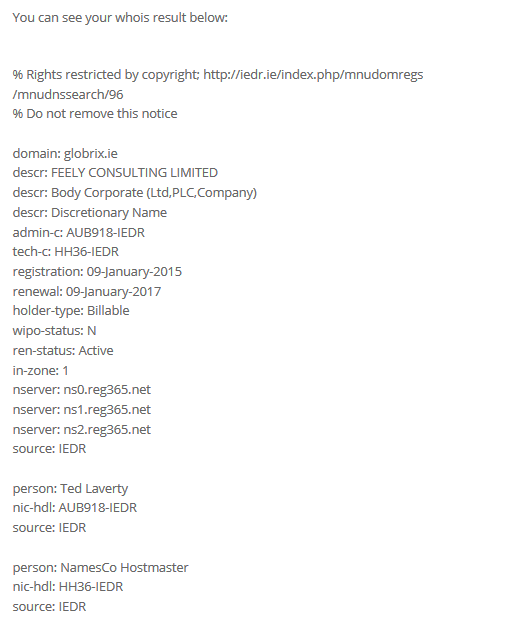 You can see your whois result below:
% Rights restricted by copyright; http://iedr.ie/index.php/mnudomregs
/mnudnssearch/96
% Do not remove this notice
domain: globrix.ie
descr: FEELY CONSULTING LIMITED
descr: Body Corporate (Ltd,PLC,Company)
descr: Discretionary Name
admin-c: AUB918-IEDR
tech-c: HH36-IEDR
registration: 09-January-2015
renewal: 09-January-2017
holder-type: Billable
wipo-status: N
ren-status: Active
in-zone: 1
nserver: ns0.reg365.net
nserver: ns1.reg365.net
nserver: ns2.reg365.net
source: IEDR
person: Ted Laverty
nic-hdl: AUB918-IEDR
source: IEDR
person: NamesCo Hostmaster
nic-hdl: HH36-IEDR
source: IEDR